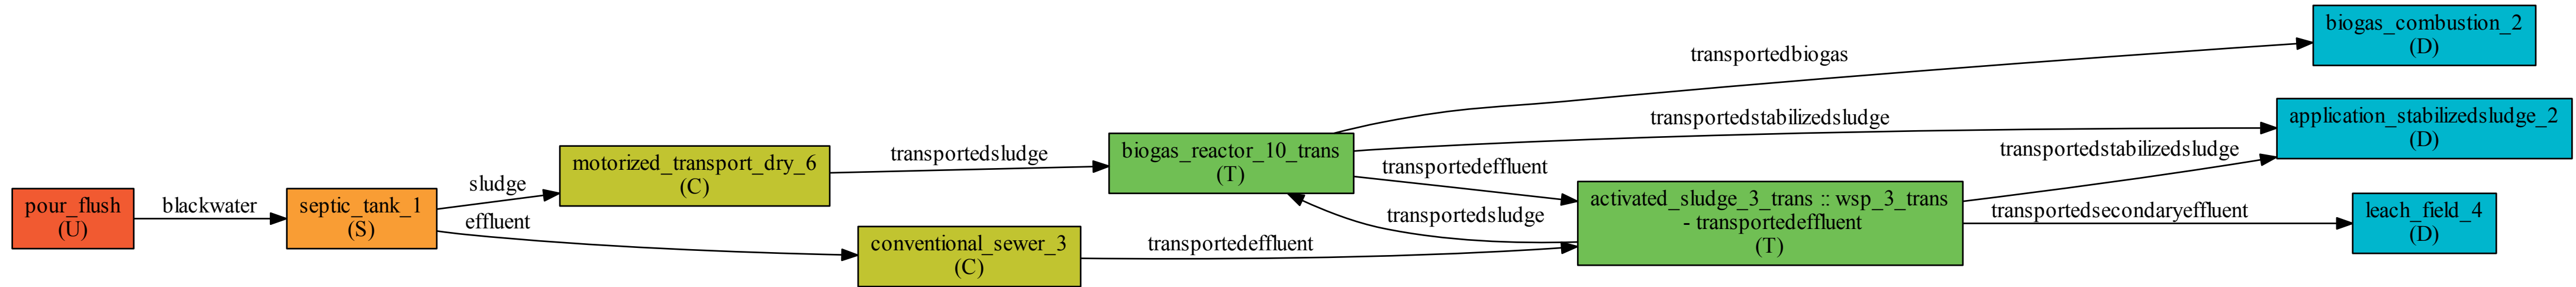 pour_flush
(U)
blackwater
septic_tank_1
(S)
sludge
effluent
motorized_transport_dry_6
(C)
conventional_sewer_3
(C)
transportedsludge
transportedeffluent
biogas_reactor_10_trans
(T)
transportedbiogas
transportedstabilizedsludge
transportedeffluent
transportedsludge
activated_sludge_3_trans :: wsp_3_trans
- transportedeffluent
(T)
transportedstabilizedsludge
transportedsecondaryeffluent
biogas_combustion_2
(D)
application_stabilizedsludge_2
(D)
leach_field_4
(D)